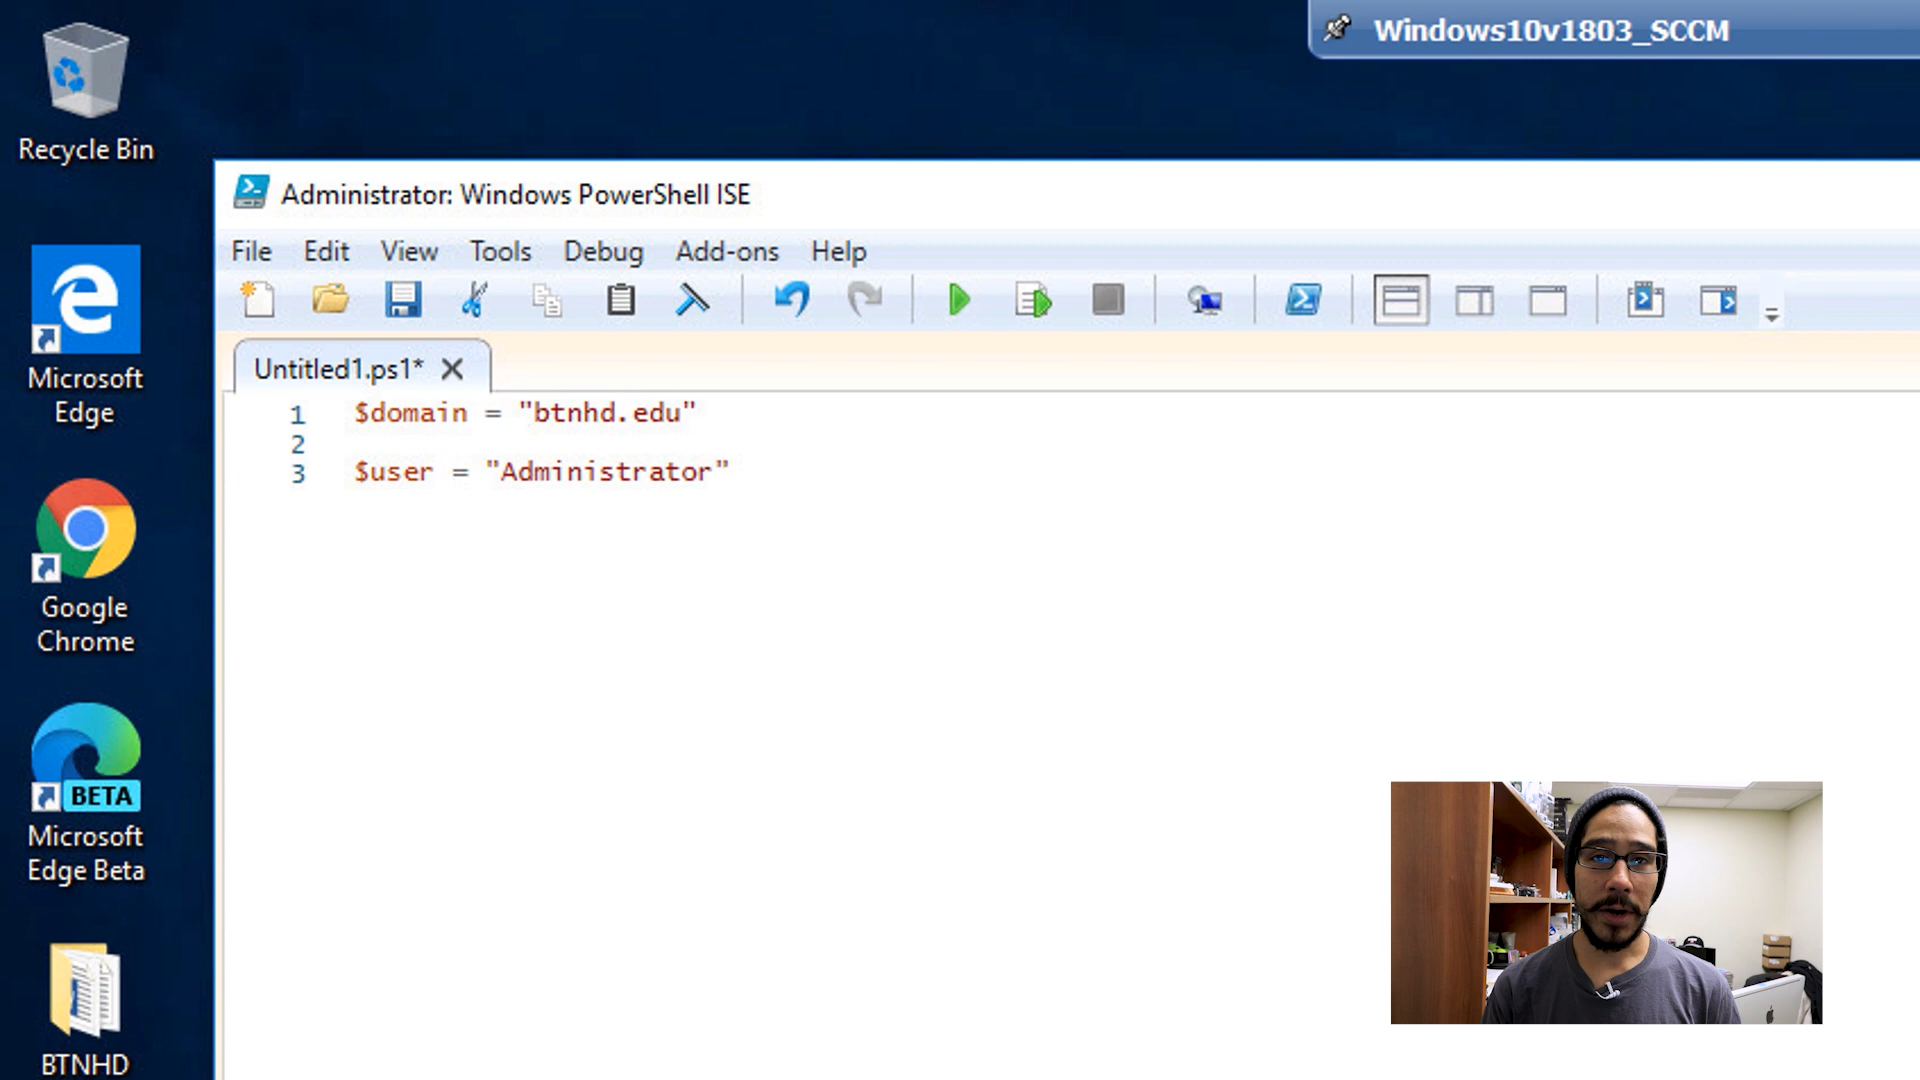 Windows10v1803_SCCM
Recycle Bin
Administrator: Windows PowerShell ISE
File Edit View Tools Debug Add-ons Help
Untitled1.ps1*
1 $domain = "btnhd.edu"
2
3 $user = "Administrator"
Microsoft
Edge
Google
Chrome
BETA
Microsoft
Edge Beta
BTNHD